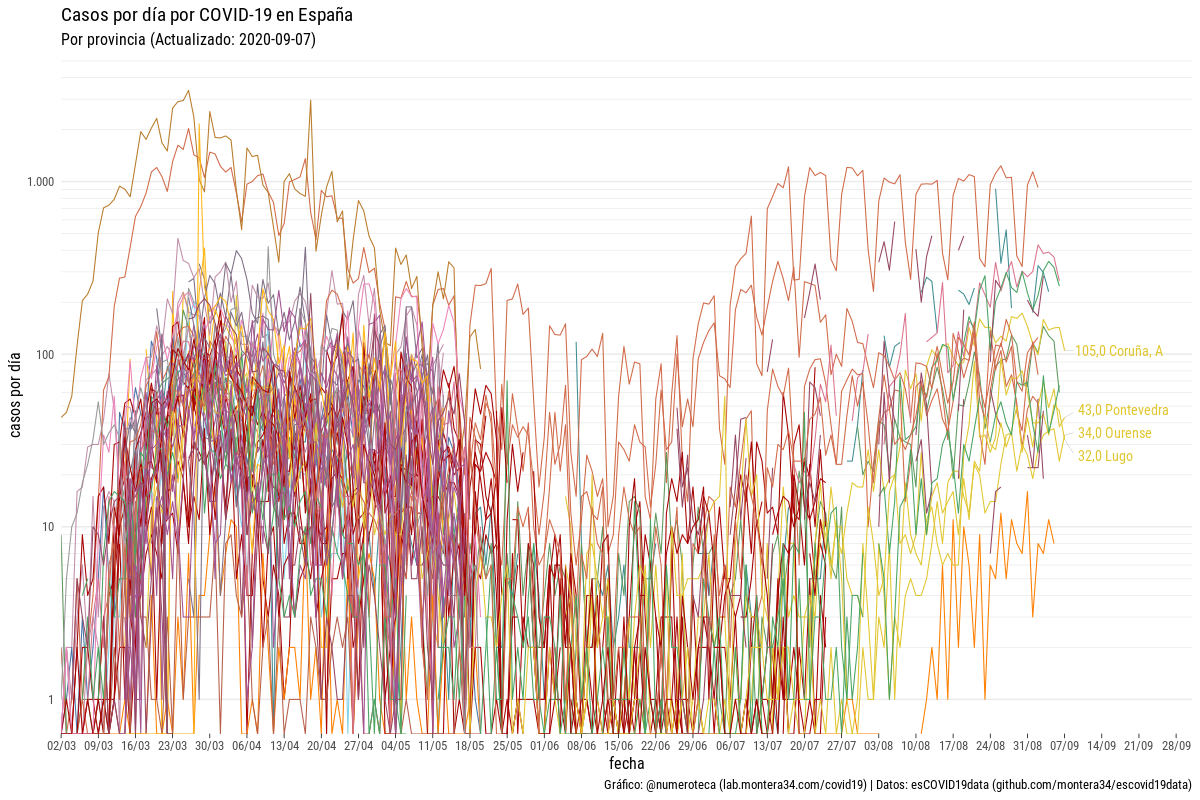 Casos por día por COVID-19 en España
Por provincia (Actualizado: 2020-09-07)
casos por día
1.000
100
10
1
105,0 Coruña, A
43,0 Pontevedra
34,0 Ourense
32,0 Lugo
02/03 09/03 16/03 23/03 30/03 06/04 13/04 20/04 27/04 04/05 11/05 18/05 25/05 01/06 08/06 15/06 22/06 29/06 06/07 13/07 20/07 27/07 03/08 10/08 17/08 24/08 31/08 07/09 14/09 21/09 28/09
fecha
Gráfico: @numeroteca (lab.montera34.com/covid19) | Datos: esCOVID19data (github.com/montera34/escovid19data)